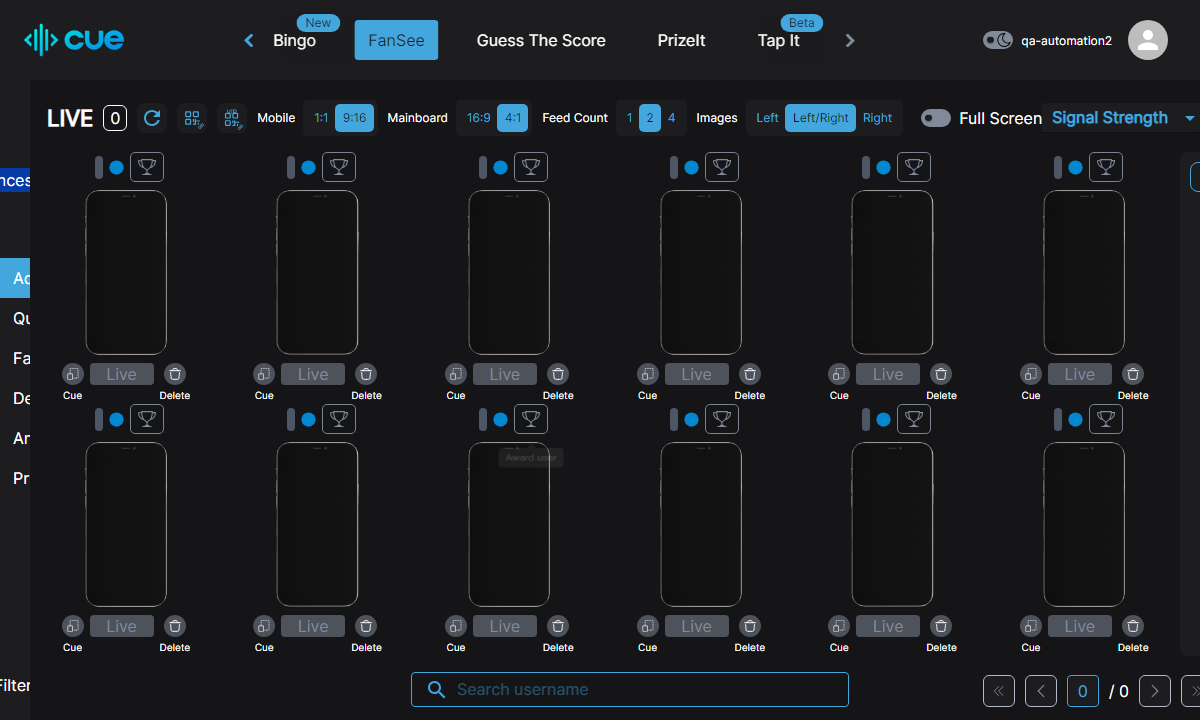 cue
Bingo
New
FanSee
Guess The Score
PrizeIt
Tap It
Beta
qa-automation2
LIVE 0
Mobile
1:1
9:16
Mainboard
16:9
4:1
Feed Count
1
2
4
Images
Left
Left/Right
Right
Full Screen
Signal Strength
nces
Ac
Qu
Fa
De
Ar
Pr
Filter
Live
Live
Live
Live
Live
Live
Cue Delete
Cue Delete
Cue Delete
Cue Delete
Cue Delete
Cue Delete
Award user
Live
Live
Live
Live
Live
Live
Cue Delete
Cue Delete
Cue Delete
Cue Delete
Cue Delete
Cue Delete
Search username
0 / 0